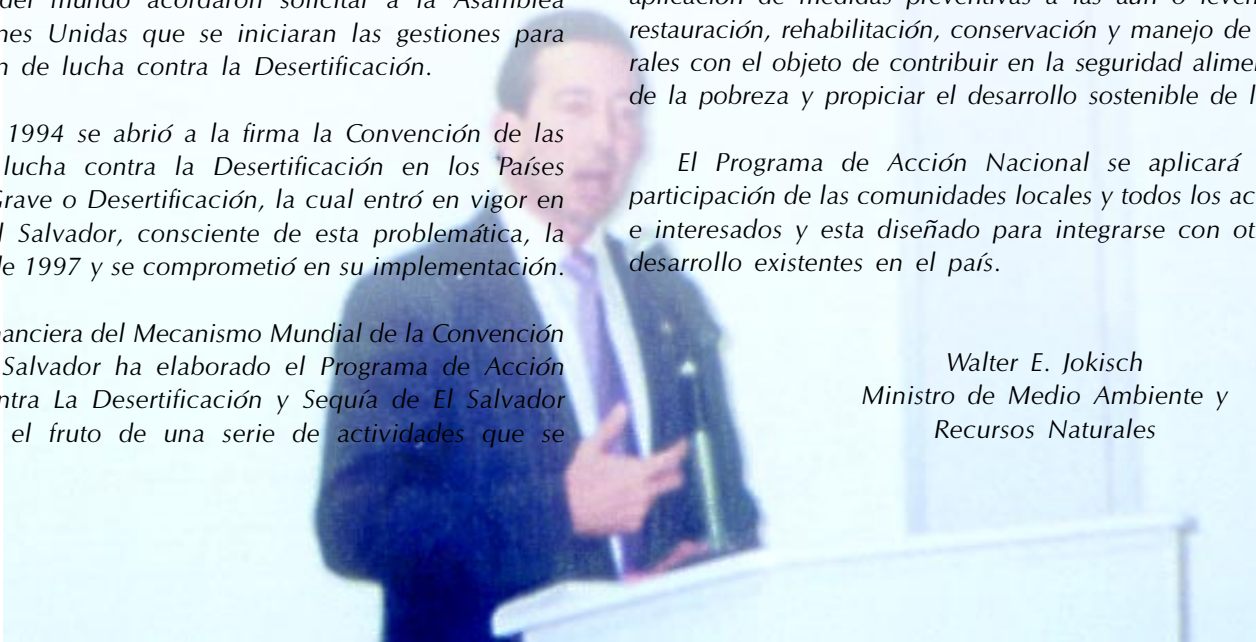 del mundo acordaron solicitar a la Asamblea
nes Unidas que se iniciaran las gestiones para
n de lucha contra la Desertificación.
1994 se abrió a la firma la Convención de las
lucha contra la Desertificación en los Países
Grave o Desertificación, la cual entró en vigor en
l Salvador, consciente de esta problemática, la
de 1997 y se comprometió en su implementación.
nanciera del Mecanismo Mundial de la Convención
Salvador ha elaborado el Programa de Acción
ntra La Desertificación y Sequía de El Salvador
el fruto de una serie de actividades que se
aplicación de medidas preventivas a las aún o leven
restauración, rehabilitación, conservación y manejo de
rales con el objeto de contribuir en la seguridad alimen
de la pobreza y propiciar el desarrollo sostenible de l
El Programa de Acción Nacional se aplicará
participación de las comunidades locales y todos los ac
e interesados y esta diseñado para integrarse con ot
desarrollo existentes en el país.
Walter E. Jokisch
Ministro de Medio Ambiente y
Recursos Naturales